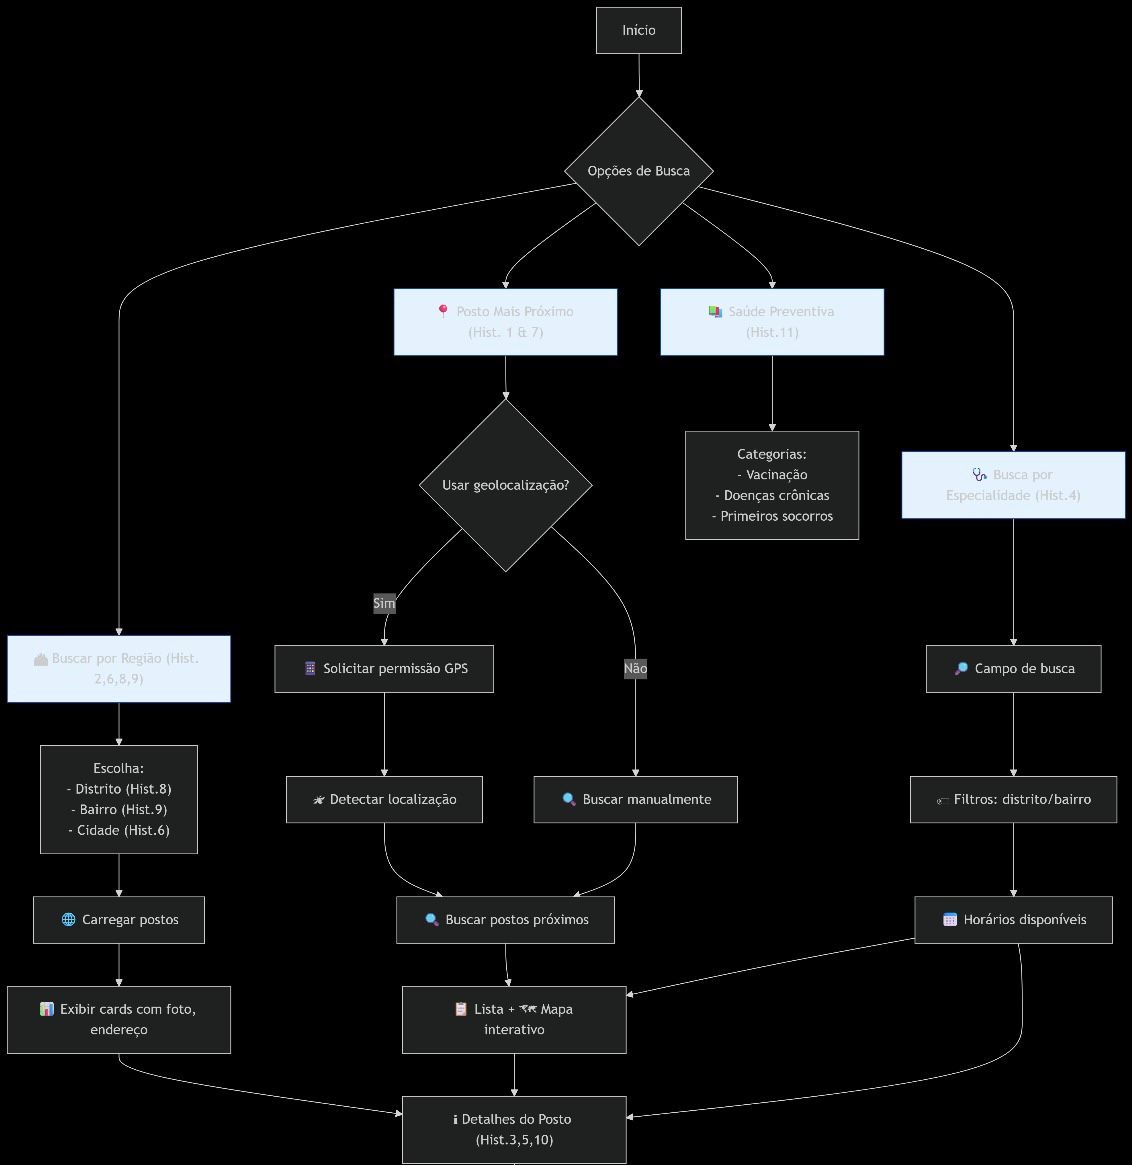 Início
Opções de Busca
📍 Posto Mais Próximo
(Hist. 1 & 7)
📚 Saúde Preventiva
(Hist.11)
Usar geolocalização?
Categorias:
- Vacinação
- Doenças crônicas
- Primeiros socorros
🩺 Busca por
Especialidade (Hist.4)
Sim
Não
🏙️ Buscar por Região (Hist.
2,6,8,9)
📱 Solicitar permissão GPS
🔎 Campo de busca
Escolha:
- Distrito (Hist.8)
- Bairro (Hist.9)
- Cidade (Hist.6)
🛰️ Detectar localização
🔍 Buscar manualmente
Filtros: distrito/bairro
🌐 Carregar postos
🔍 Buscar postos próximos
🗓️ Horários disponíveis
📊 Exibir cards com foto,
endereço
📋 Lista + 🗺️ Mapa
interativo
ℹ️ Detalhes do Posto
(Hist.3,5,10)